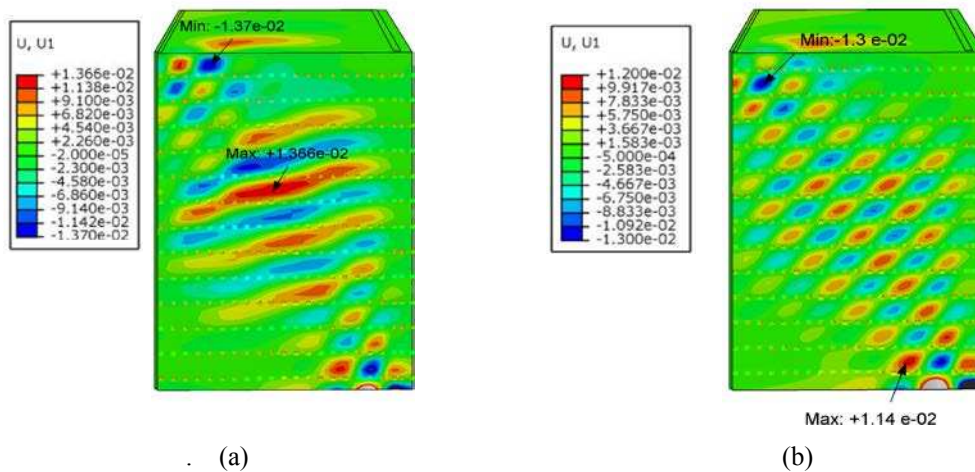 Min: -1.37e-02
U, U1
+1.366e-02
+1.138e-02
+9.100e-03
+6.820e-03
+4.540e-03
+2.260e-03
-2.000e-05
-2.300e-03
-4.580e-03
-6.860e-03
-9.140e-03
-1.142e-02
-1.370e-02
Max: +1.366e-02
. (a)
Min:-1.3 e-02
U, U1
+1.200e-02
+9.917e-03
+7.833e-03
+5.750e-03
+3.667e-03
+1.583e-03
-5.000e-04
-2.583e-03
-4.667e-03
-6.750e-03
-8.833e-03
-1.092e-02
-1.300e-02
Max: +1.14 e-02
(b)